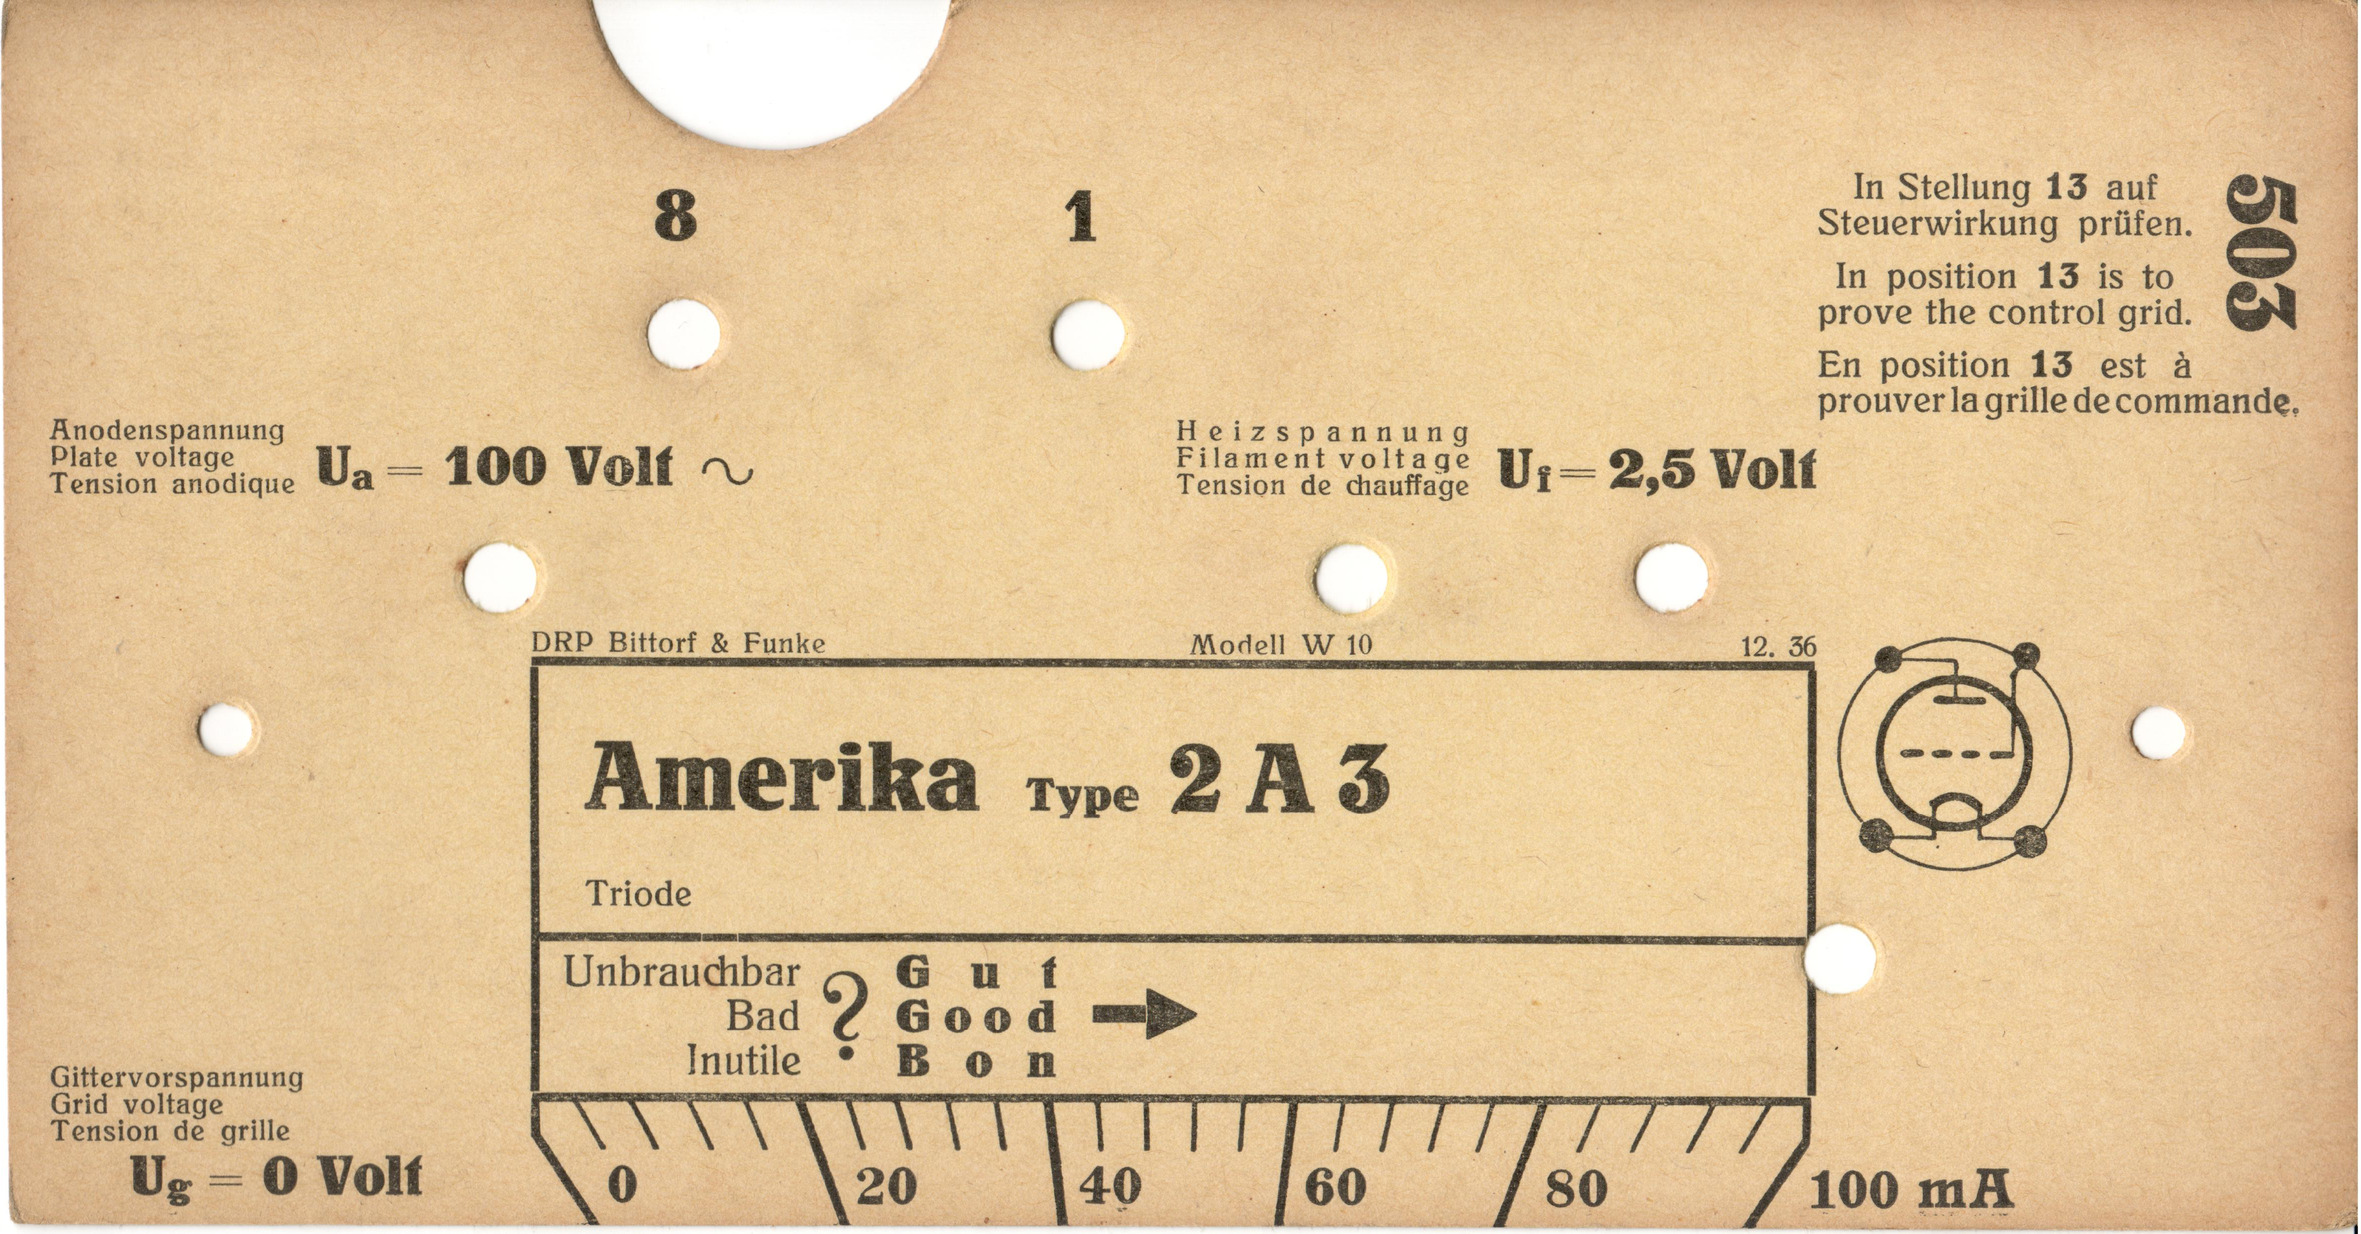 8
1
In Stellung 13 auf
Steuerwirkung prüfen.
In position 13 is to
prove the control grid.
En position 13 est à
prouver la grille de commande.
503
Anodenspannung
Plate voltage
Tension anodique
Ua = 100 Volt ~
Heizspannung
Filament voltage
Tension de chauffage
Uf = 2,5 Volt
DRP Bittorf & Funke
Modell W 10
12. 36
Amerika Type 2 A 3
Triode
Unbrauchbar
Bad
Inutile
?
Gut
Good
Bon
Gittervorspannung
Grid voltage
Tension de grille
Ug = 0 Volt
0 20 40 60 80 100 mA